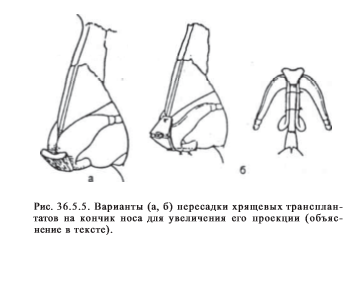 а
б
Рис. 36.5.5. Варианты (а, б) пересадки хрящевых трансплан-
татов на кончик носа для увеличения его проекции (объяс-
нение в тексте).